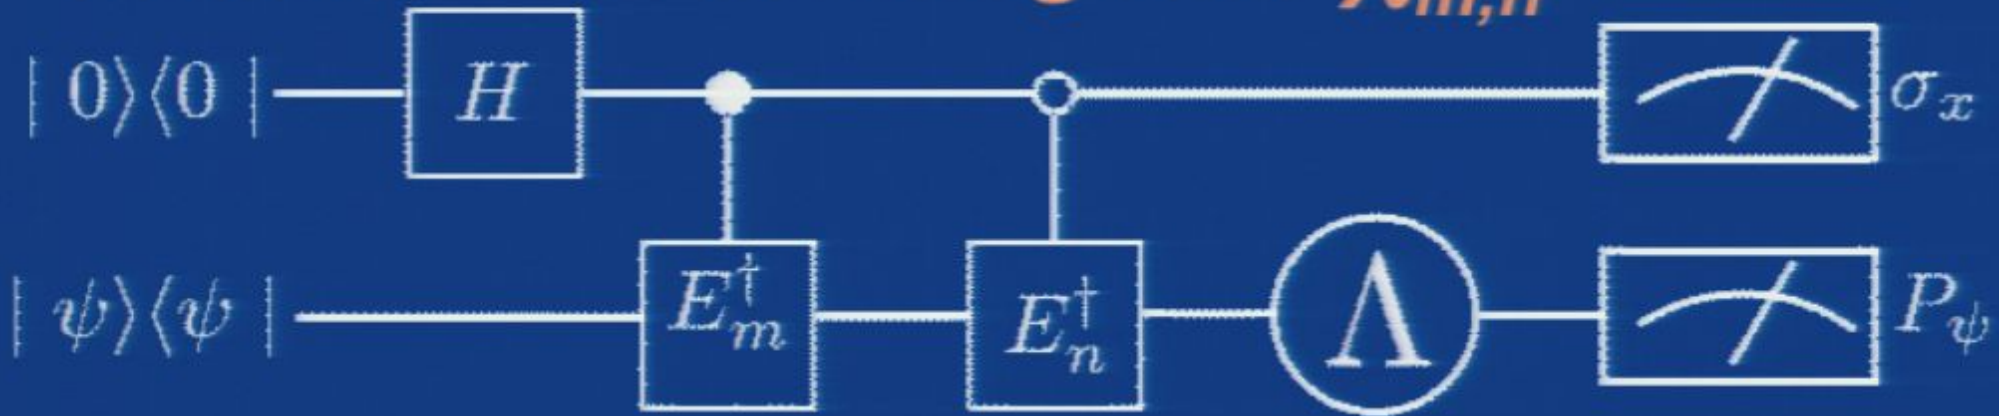 m,n
| 0⟩⟨0 | H σ_x
| ψ⟩⟨ψ | E_m^† E_n^† Λ P_ψ